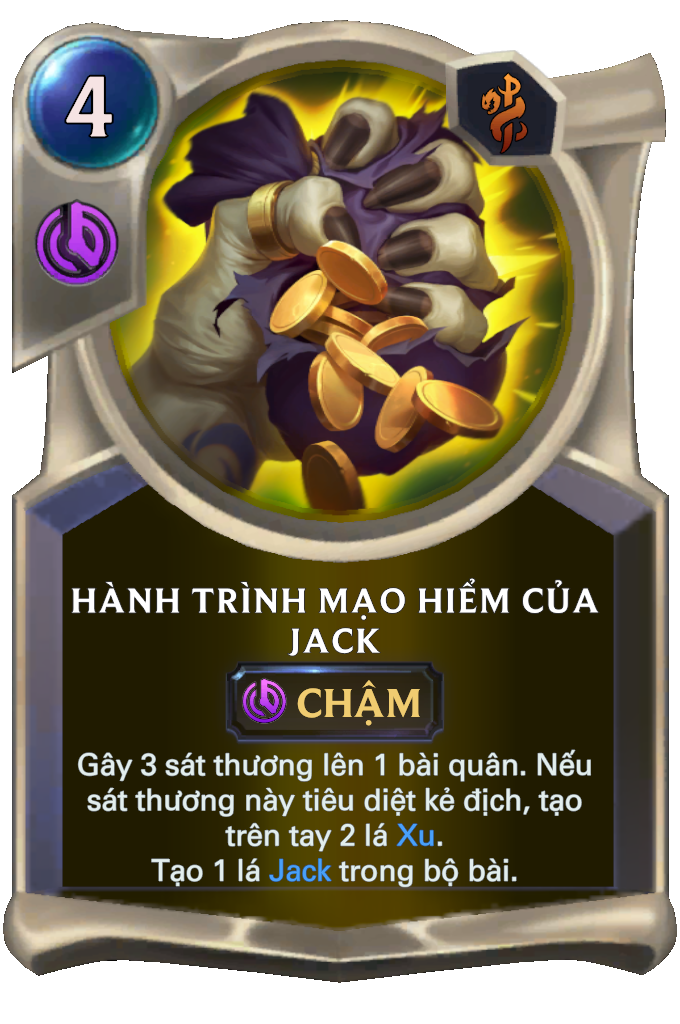 4
HÀNH TRÌNH MẠO HIỂM CỦA
JACK
CHẬM
Gây 3 sát thương lên 1 bài quân. Nếu
sát thương này tiêu diệt kẻ địch, tạo
trên tay 2 lá Xu.
Tạo 1 lá Jack trong bộ bài.